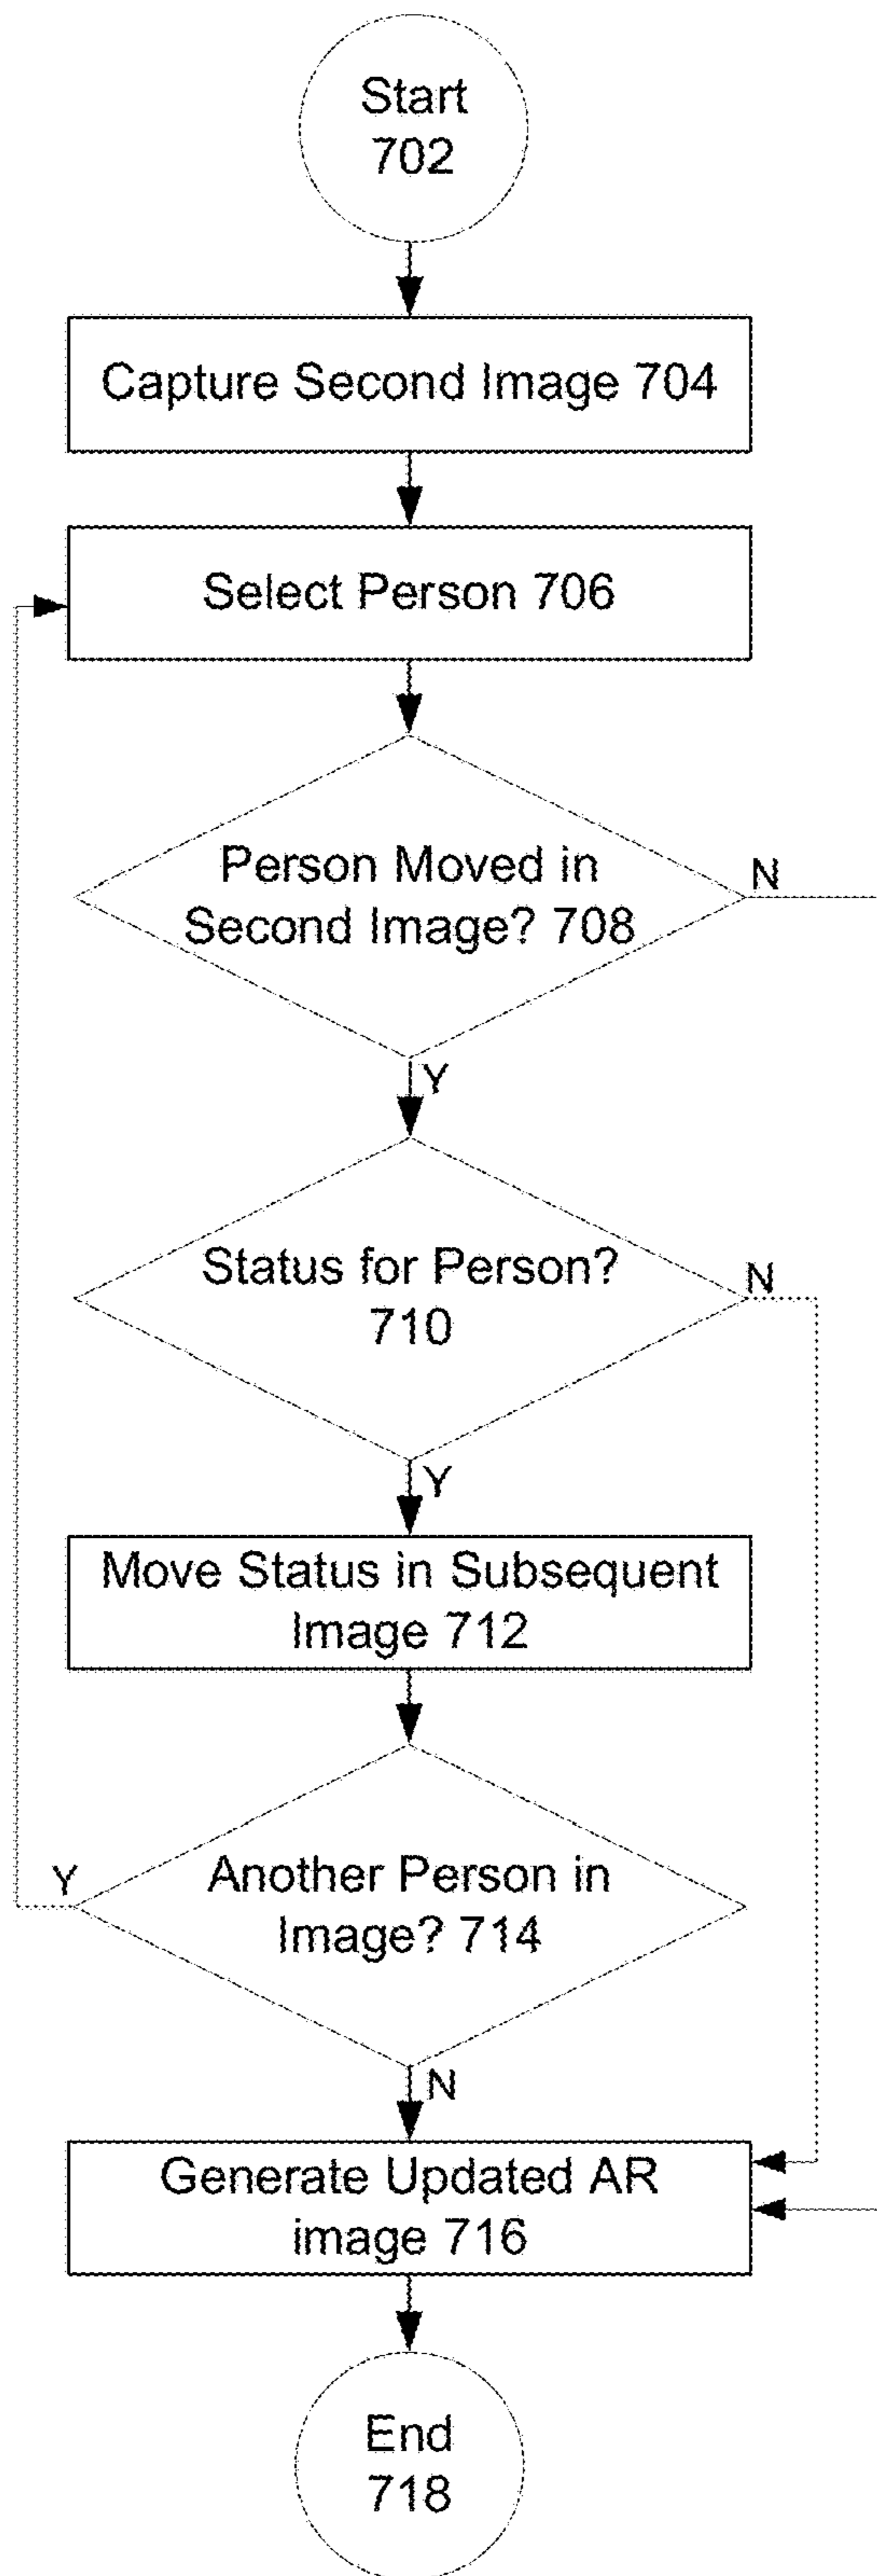 Start
702
Capture Second Image 704
Select Person 706
Person Moved in
Second Image? 708
N
Y
Status for Person?
710
N
Y
Move Status in Subsequent
Image 712
Another Person in
Image? 714
Y
N
Generate Updated AR
image 716
End
718